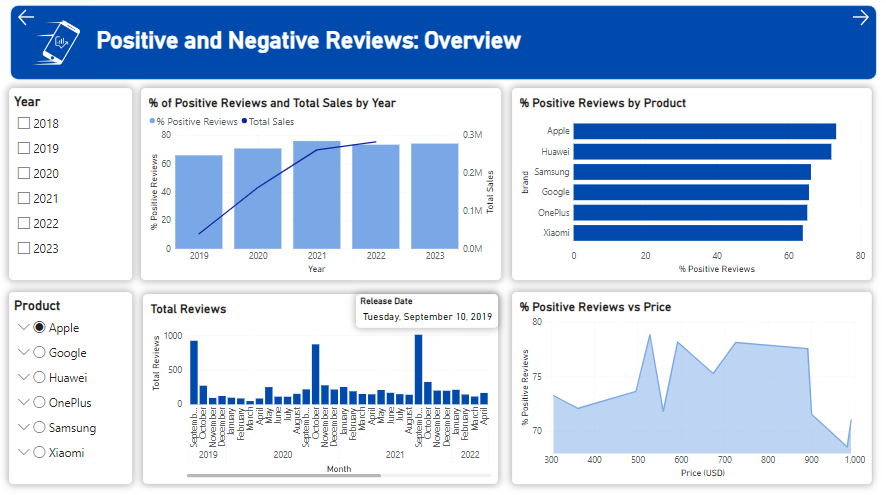 Positive and Negative Reviews: Overview
Year
2018
2019
2020
2021
2022
2023
% of Positive Reviews and Total Sales by Year
% Positive Reviews Total Sales
80
60
40
20
0
% Positive Reviews
0.3M
0.2M
0.1M
0.0M
Total Sales
2019 2020 2021 2022 2023
Year
% Positive Reviews by Product
brand
Apple
Huawei
Samsung
Google
OnePlus
Xiaomi
0 20 40 60 80
% Positive Reviews
Product
Apple
Google
Huawei
OnePlus
Samsung
Xiaomi
Total Reviews
Release Date
Tuesday, September 10, 2019
Total Reviews
1000
500
0
Septemb... October November December January February March April May June July August Septemb... October November December January February March April May June July August Septemb... October November December January February March April
2019 2020 2021 2022
Month
% Positive Reviews vs Price
% Positive Reviews
80
75
70
300 400 500 600 700 800 900 1,000
Price (USD)